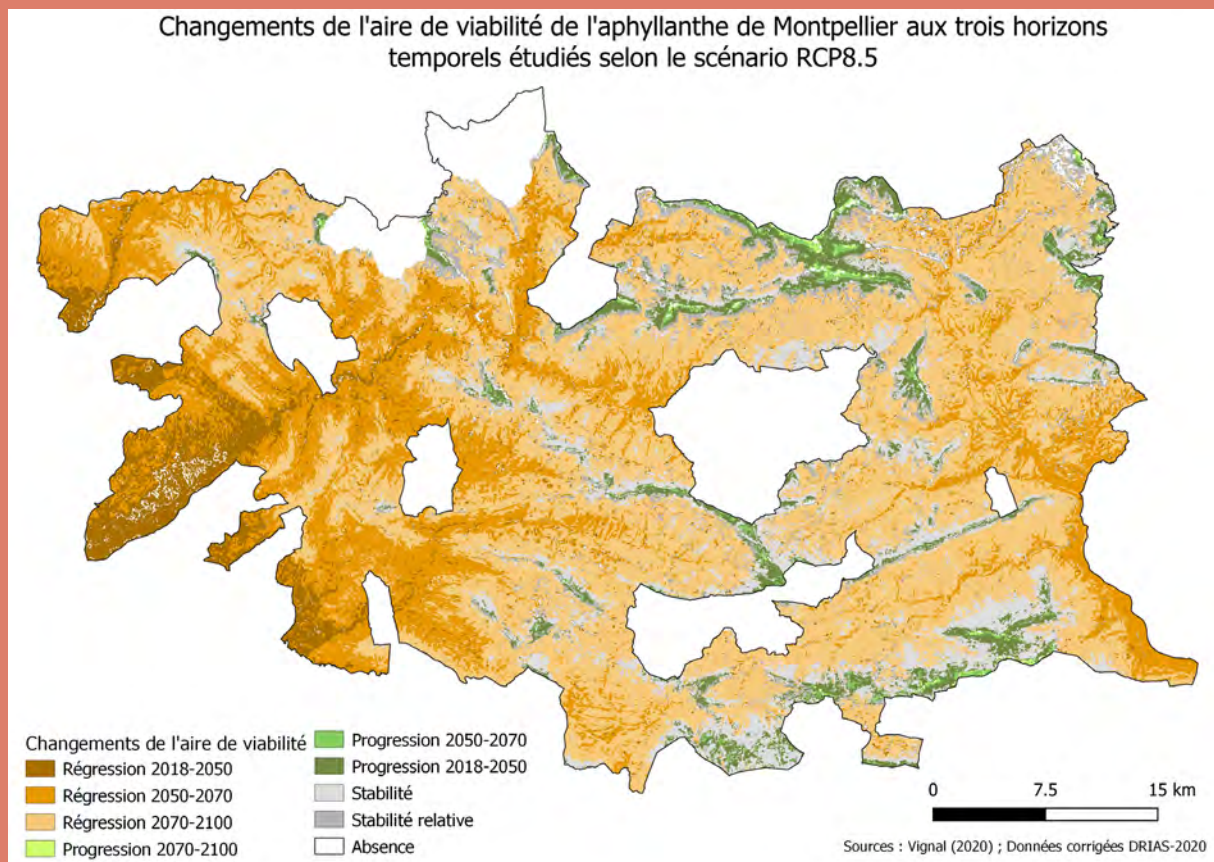 Changements de l'aire de viabilité de l'aphyllanthe de Montpellier aux trois horizons
temporels étudiés selon le scénario RCP8.5
Changements de l'aire de viabilité
Régression 2018-2050
Régression 2050-2070
Régression 2070-2100
Progression 2070-2100
Progression 2050-2070
Progression 2018-2050
Stabilité
Stabilité relative
Absence
0 7.5 15 km
Sources : Vignal (2020) ; Données corrigées DRIAS-2020